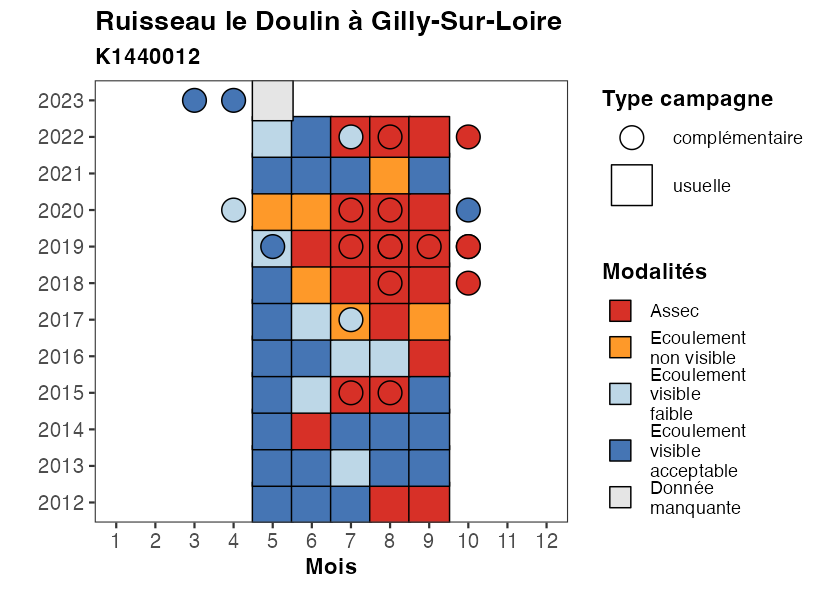 Ruisseau le Doulin à Gilly-Sur-Loire
K1440012
2023
2022
2021
2020
2019
2018
2017
2016
2015
2014
2013
2012
1 2 3 4 5 6 7 8 9 10 11 12
Mois
Type campagne
complémentaire
usuelle
Modalités
Assec
Ecoulement
non visible
Ecoulement
visible
faible
Ecoulement
visible
acceptable
Donnée
manquante